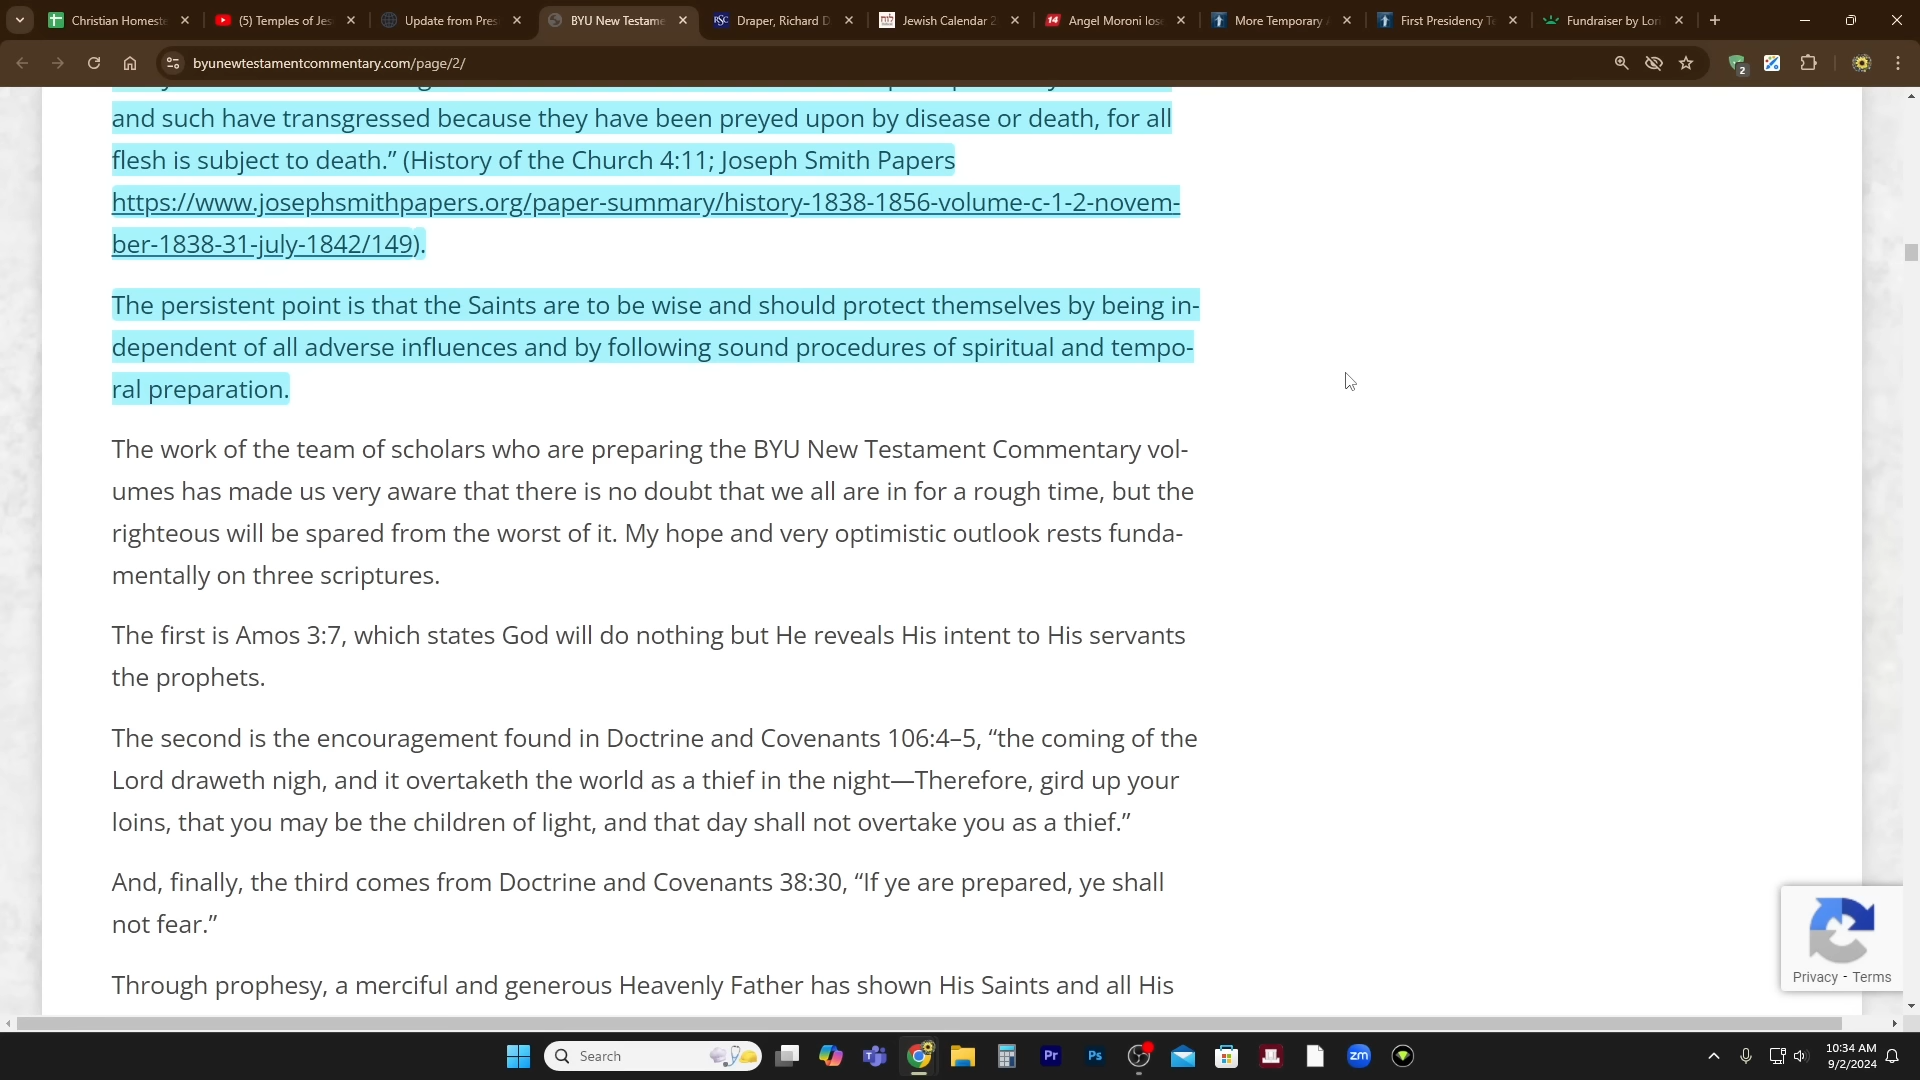 Christian Homeste
(5) Temples of Jes
Update from Pres
BYU New Testame
Draper, Richard D
Jewish Calendar 2
Angel Moroni lose
More Temporary
First Presidency Te
Fundraiser by Lori
byunewtestamentcommentary.com/page/2/
2
and such have transgressed because they have been preyed upon by disease or death, for all
flesh is subject to death.” (History of the Church 4:11; Joseph Smith Papers
https://www.josephsmithpapers.org/paper-summary/history-1838-1856-volume-c-1-2-novem-
ber-1838-31-july-1842/149).
The persistent point is that the Saints are to be wise and should protect themselves by being in-
dependent of all adverse influences and by following sound procedures of spiritual and tempo-
ral preparation.
The work of the team of scholars who are preparing the BYU New Testament Commentary vol-
umes has made us very aware that there is no doubt that we all are in for a rough time, but the
righteous will be spared from the worst of it. My hope and very optimistic outlook rests funda-
mentally on three scriptures.
The first is Amos 3:7, which states God will do nothing but He reveals His intent to His servants
the prophets.
The second is the encouragement found in Doctrine and Covenants 106:4–5, “the coming of the
Lord draweth nigh, and it overtaketh the world as a thief in the night—Therefore, gird up your
loins, that you may be the children of light, and that day shall not overtake you as a thief.”
And, finally, the third comes from Doctrine and Covenants 38:30, “If ye are prepared, ye shall
not fear.”
Through prophesy, a merciful and generous Heavenly Father has shown His Saints and all His
Privacy - Terms
Search
Pr
Ps
zm
10:34 AM
9/2/2024